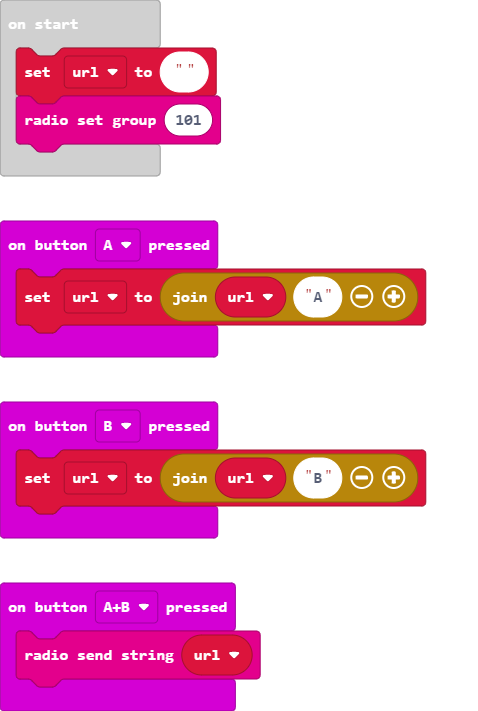 on start
set url to " "
radio set group 101
on button A pressed
set url to join url "A"
on button B pressed
set url to join url "B"
on button A+B pressed
radio send string url